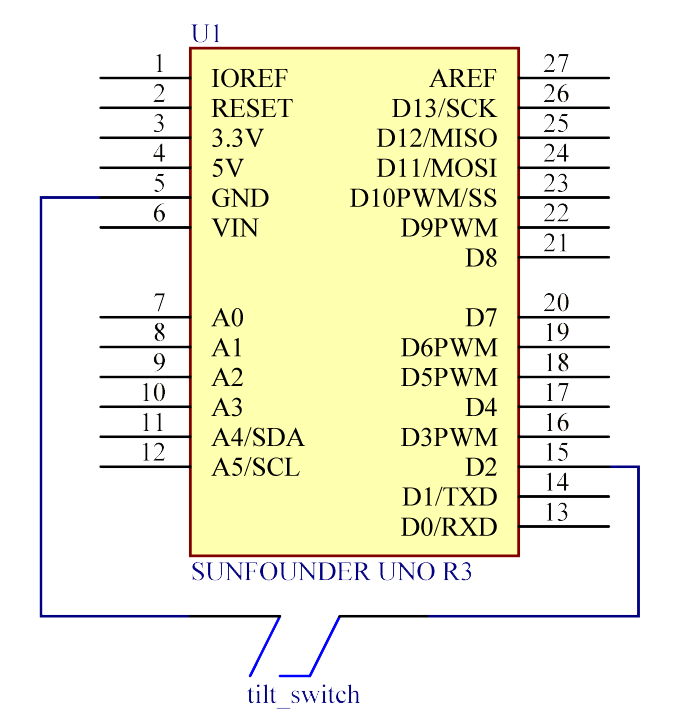 U1
1 IOREF AREF 27
2 RESET D13/SCK 26
3 3.3V D12/MISO 25
4 5V D11/MOSI 24
5 GND D10PWM/SS 23
6 VIN D9PWM 22
D8 21
7 A0 D7 20
8 A1 D6PWM 19
9 A2 D5PWM 18
10 A3 D4 17
11 A4/SDA D3PWM 16
12 A5/SCL D2 15
D1/TXD 14
D0/RXD 13
SUNFOUNDER UNO R3
tilt_switch